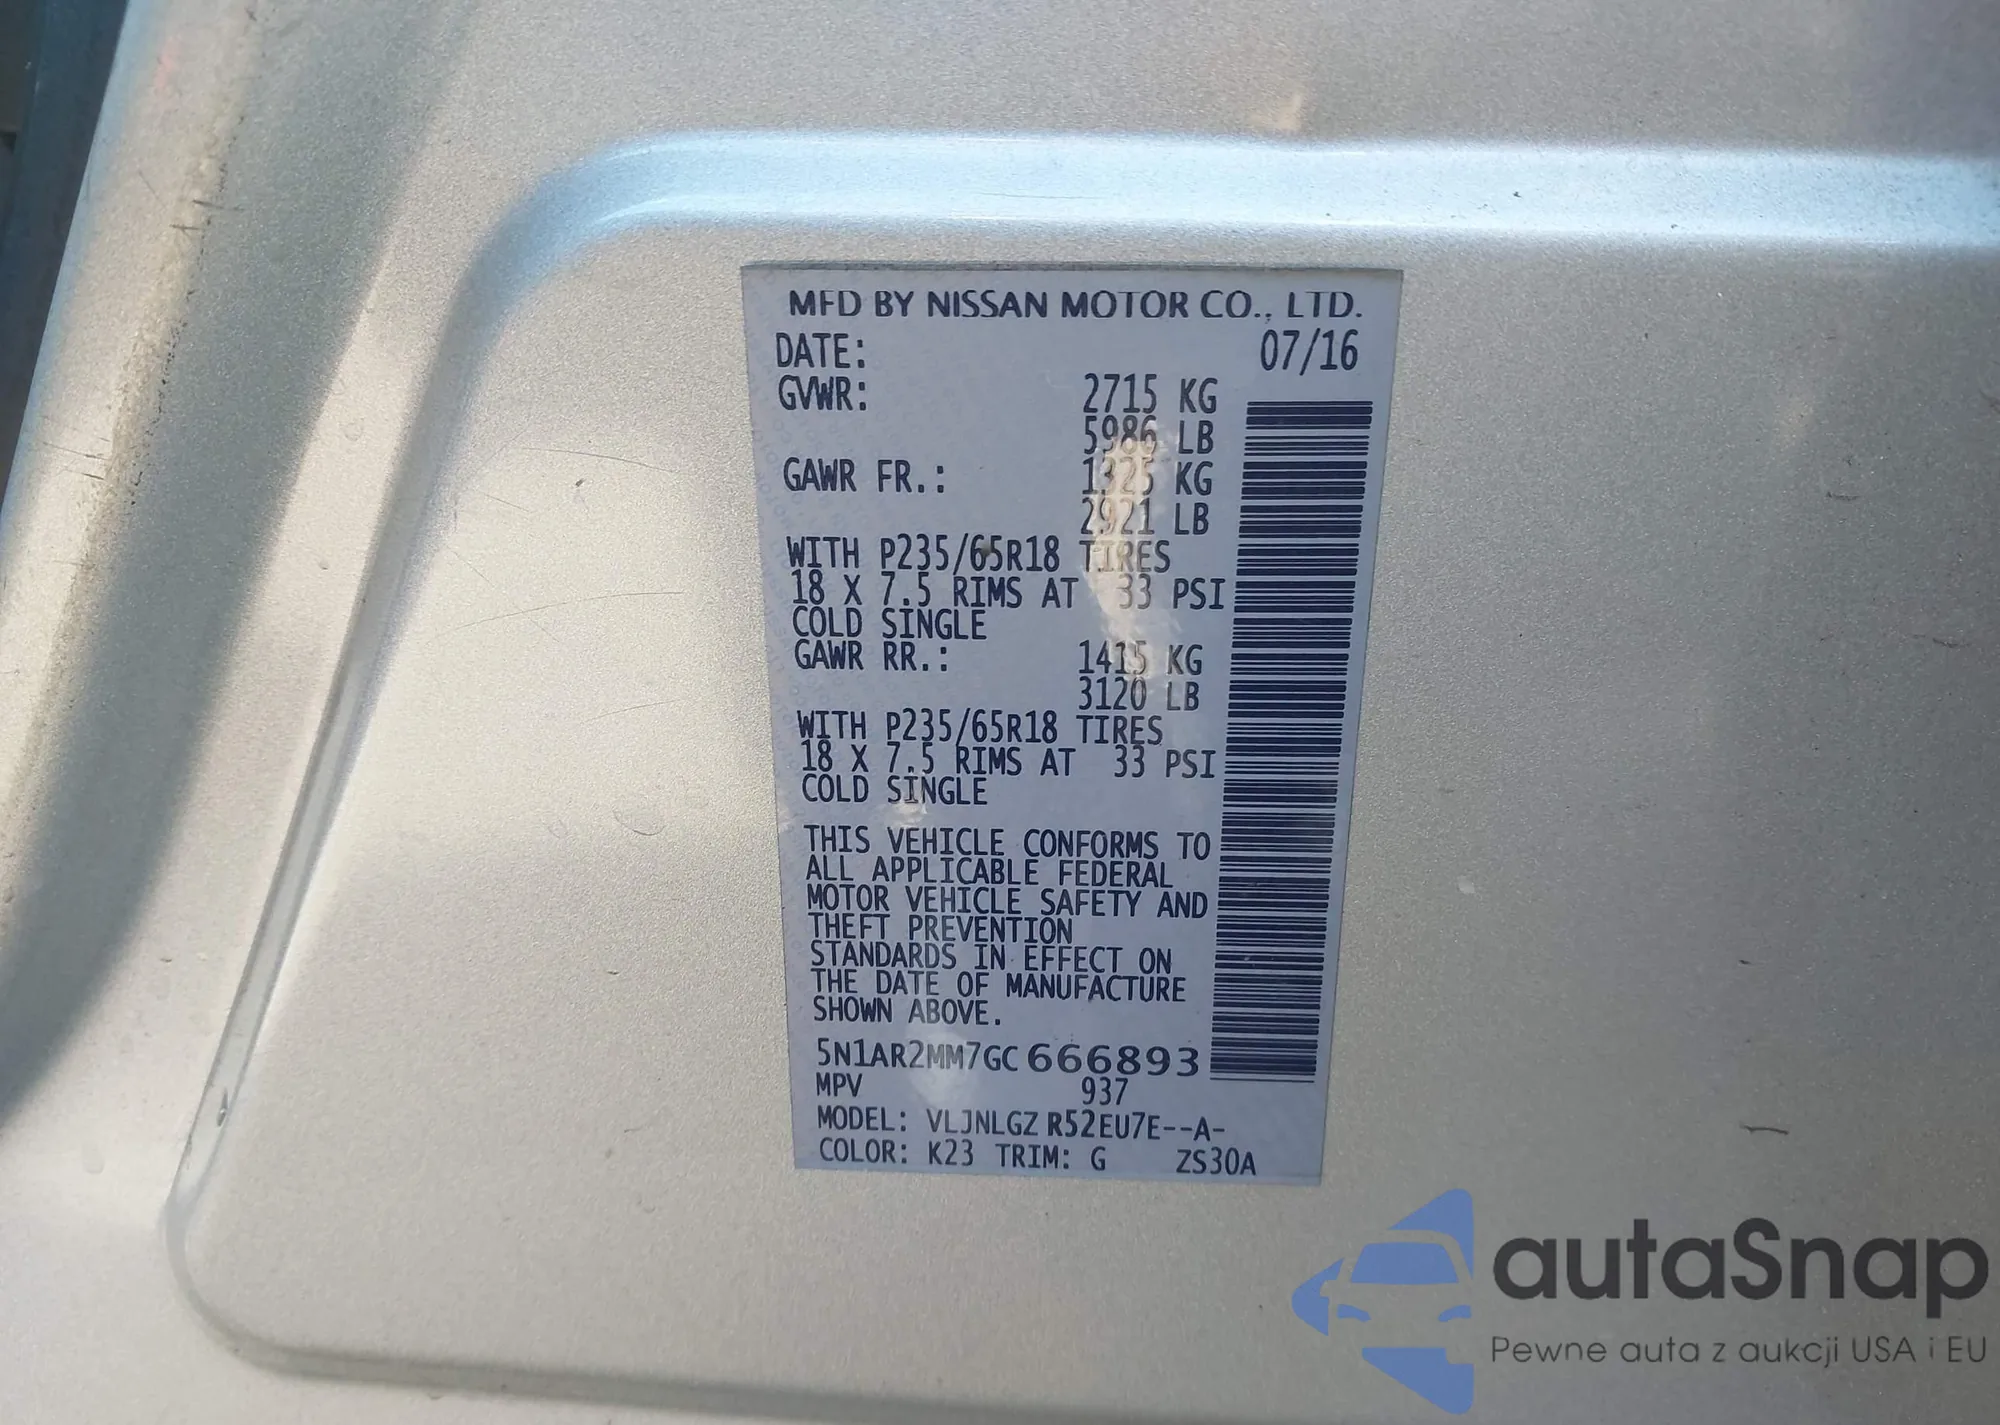 MFD BY NISSAN MOTOR CO., LTD.
DATE: 07/16
GVWR: 2715 KG
5986 LB
GAWR FR.: 1325 KG
2921 LB
WITH P235/65R18 TIRES
18 X 7.5 RIMS AT 33 PSI
COLD SINGLE
GAWR RR.: 1415 KG
3120 LB
WITH P235/65R18 TIRES
18 X 7.5 RIMS AT 33 PSI
COLD SINGLE
THIS VEHICLE CONFORMS TO
ALL APPLICABLE FEDERAL
MOTOR VEHICLE SAFETY AND
THEFT PREVENTION
STANDARDS IN EFFECT ON
THE DATE OF MANUFACTURE
SHOWN ABOVE.
5N1AR2MM7GC666893
MPV 937
MODEL: VLJNLGZ R52EU7E--A-
COLOR: K23 TRIM: G ZS30A
autaSnap
Pewne auta z aukcji USA i EU